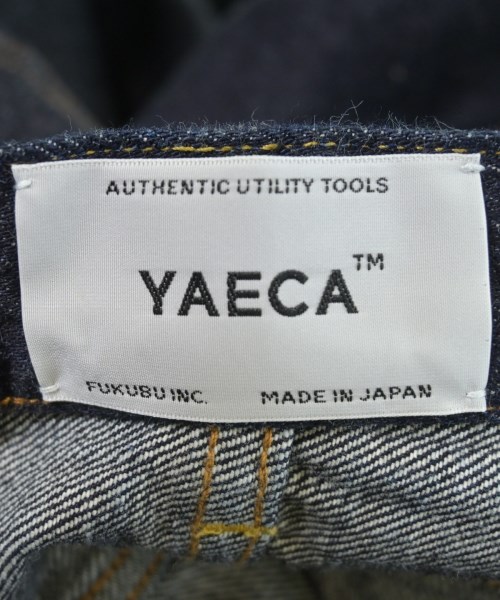 AUTHENTIC UTILITY TOOLS
YAECA™
FUKUBU INC. MADE IN JAPAN